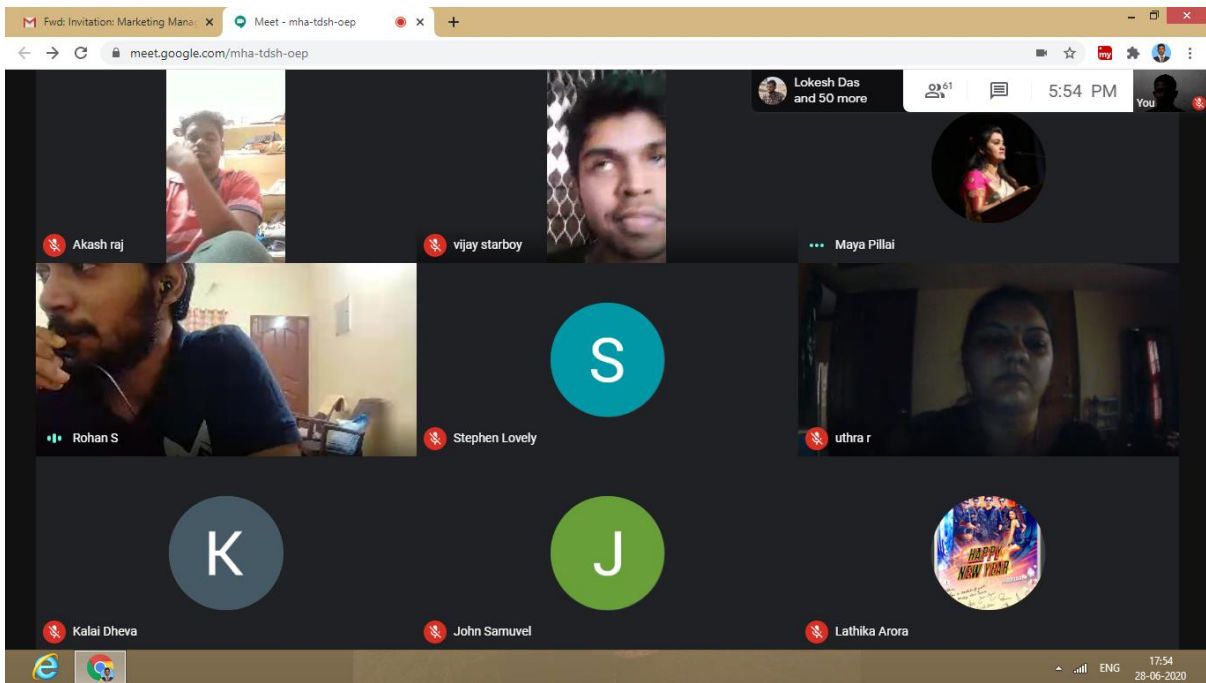 Fwd: Invitation: Marketing Manag
Meet - mha-tdsh-oep
meet.google.com/mha-tdsh-oep
my
Lokesh Das
and 50 more
61
5:54 PM
You
Akash raj
vijay starboy
Maya Pillai
Rohan S
S
Stephen Lovely
uthra r
K
Kalai Dheva
J
John Samuvel
HAPPY
NEW YEAR
Lathika Arora
ENG
17:54
28-06-2020